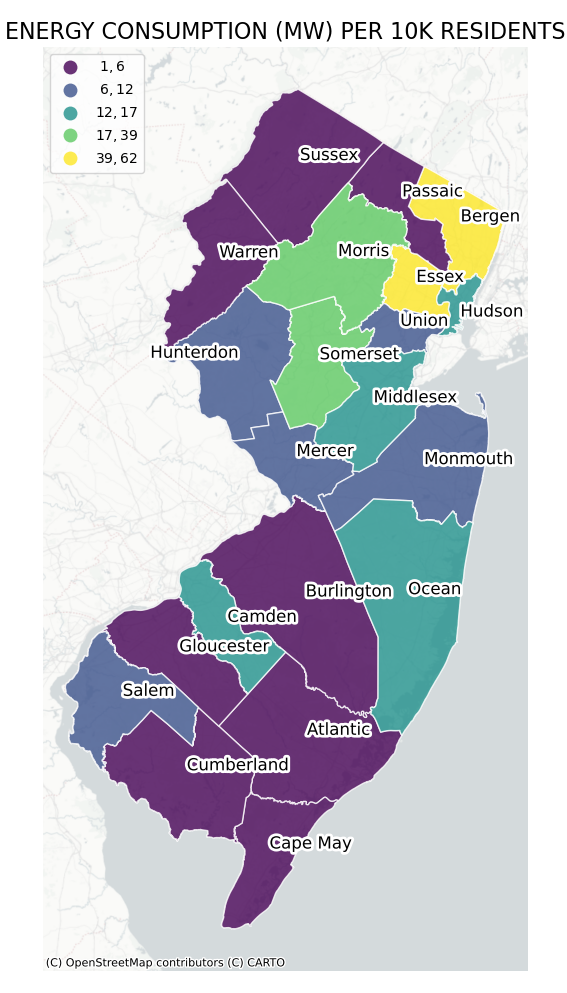 ENERGY CONSUMPTION (MW) PER 10K RESIDENTS
1, 6
6, 12
12, 17
17, 39
39, 62
Sussex
Passaic
Bergen
Warren
Morris
Essex
Hudson
Union
Hunterdon
Somerset
Middlesex
Mercer
Monmouth
Burlington
Ocean
Camden
Gloucester
Salem
Atlantic
Cumberland
Cape May
(C) OpenStreetMap contributors (C) CARTO